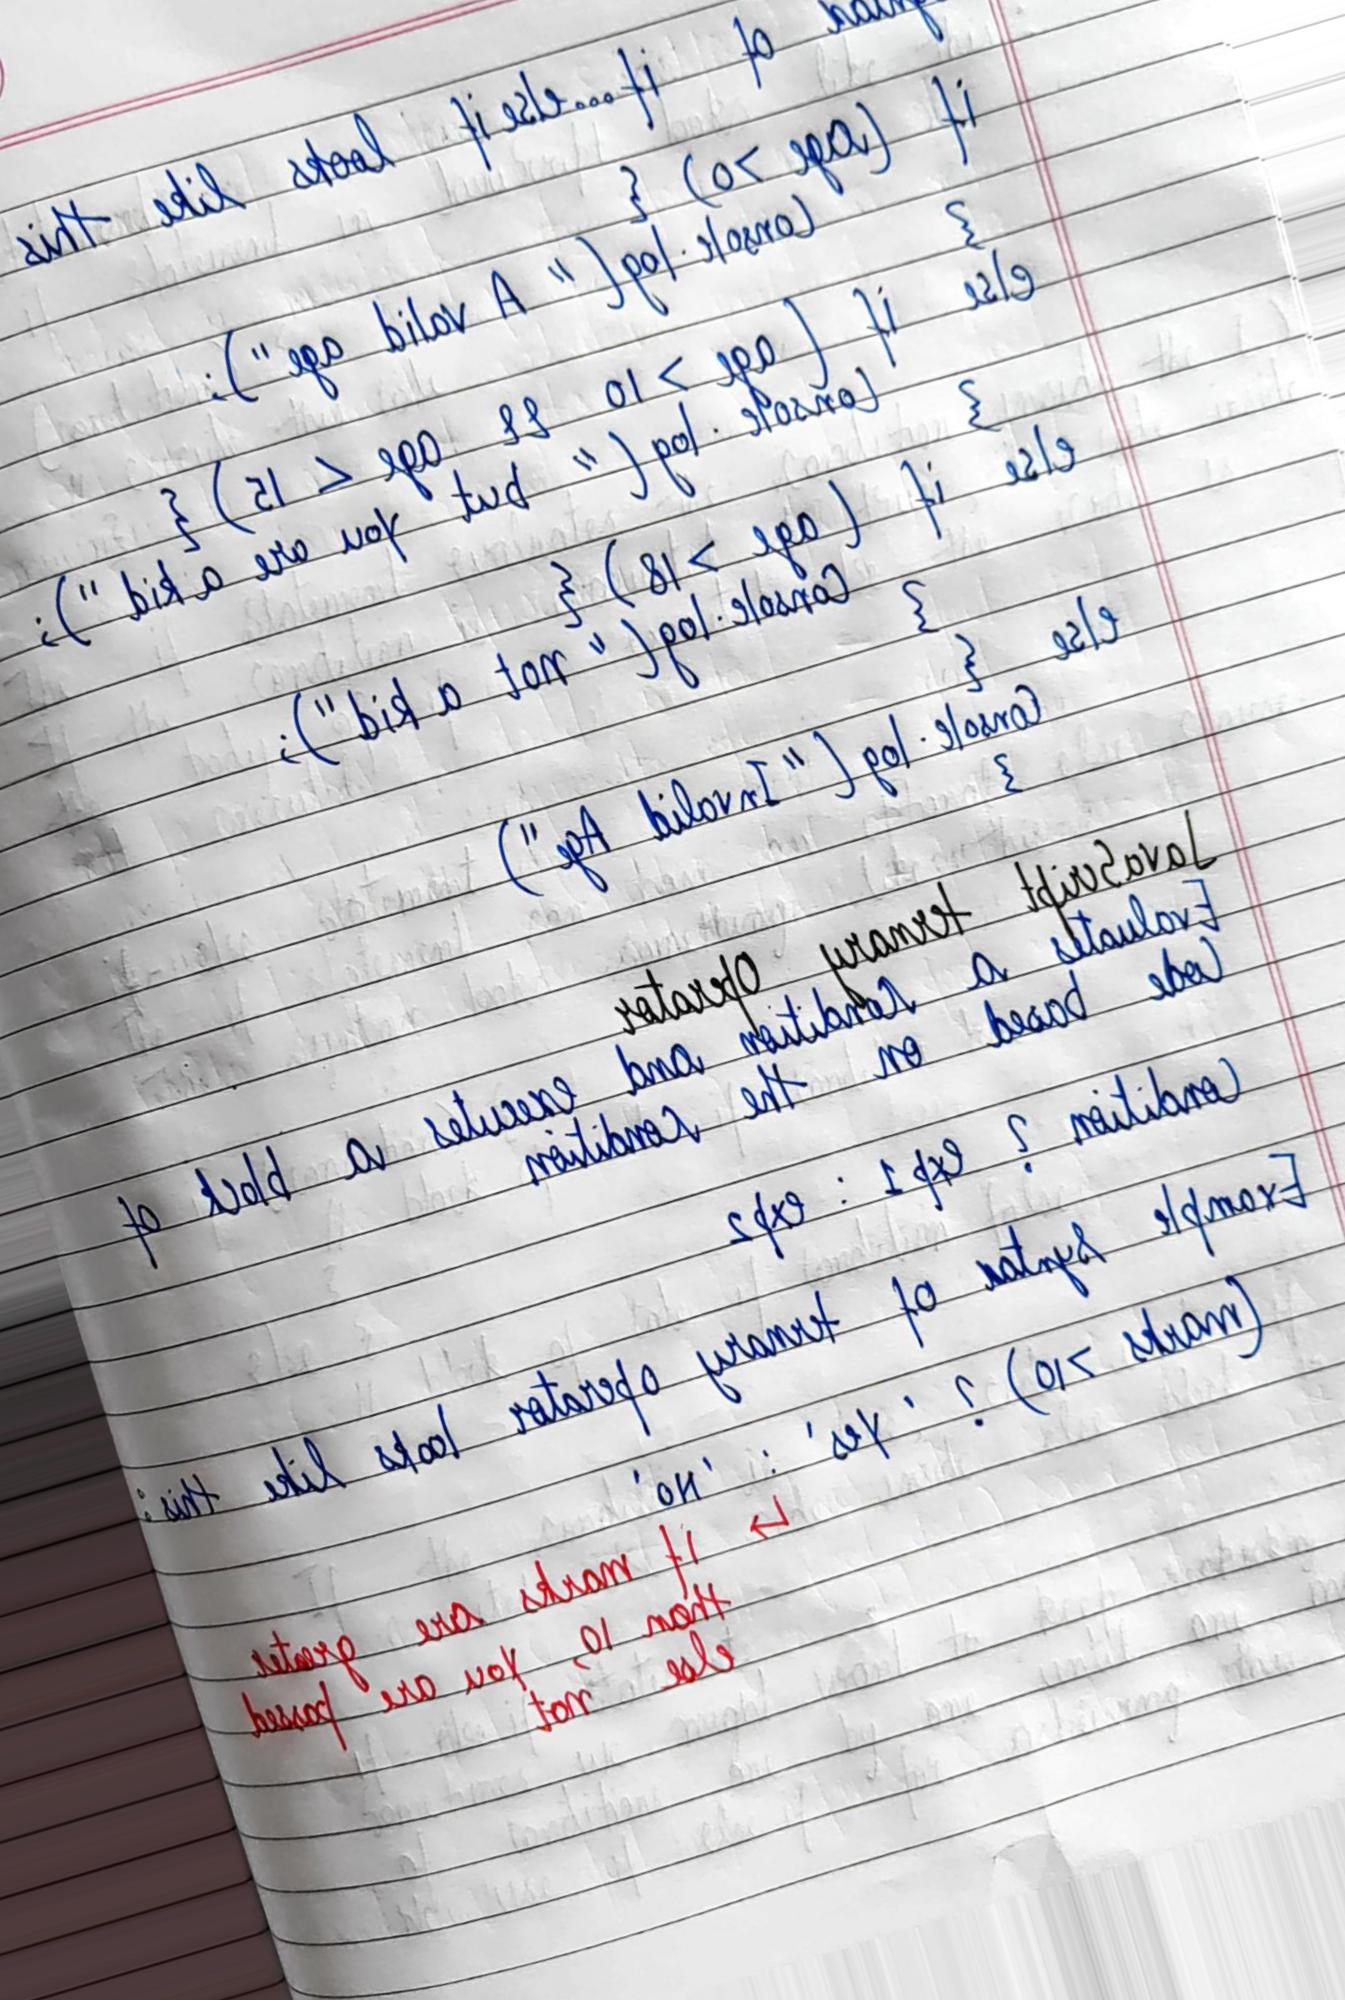 of if...else if looks like this
if (age >0) {
Console.log(" A valid age");
}
else if (age >10 && age < 15) {
Console.log(" but you are a kid");
}
else if (age >18) {
Console.log(" not a kid");
}
else {
Console.log(" Invalid Age")
}
JavaScript ternary Operator
Evaluates a condition and executes a block of
code based on the condition
condition ? exp1 : exp2
Example syntax of ternary operator looks like this:
(marks >10) ? 'Yes' : 'NO'
↳ if marks are greater
than 10, you are passed
else not